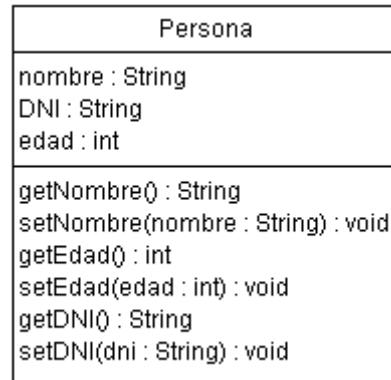 Persona
nombre : String
DNI : String
edad : int
getNombre() : String
setNombre(nombre : String) : void
getEdad() : int
setEdad(edad : int) : void
getDNI() : String
setDNI(dni : String) : void